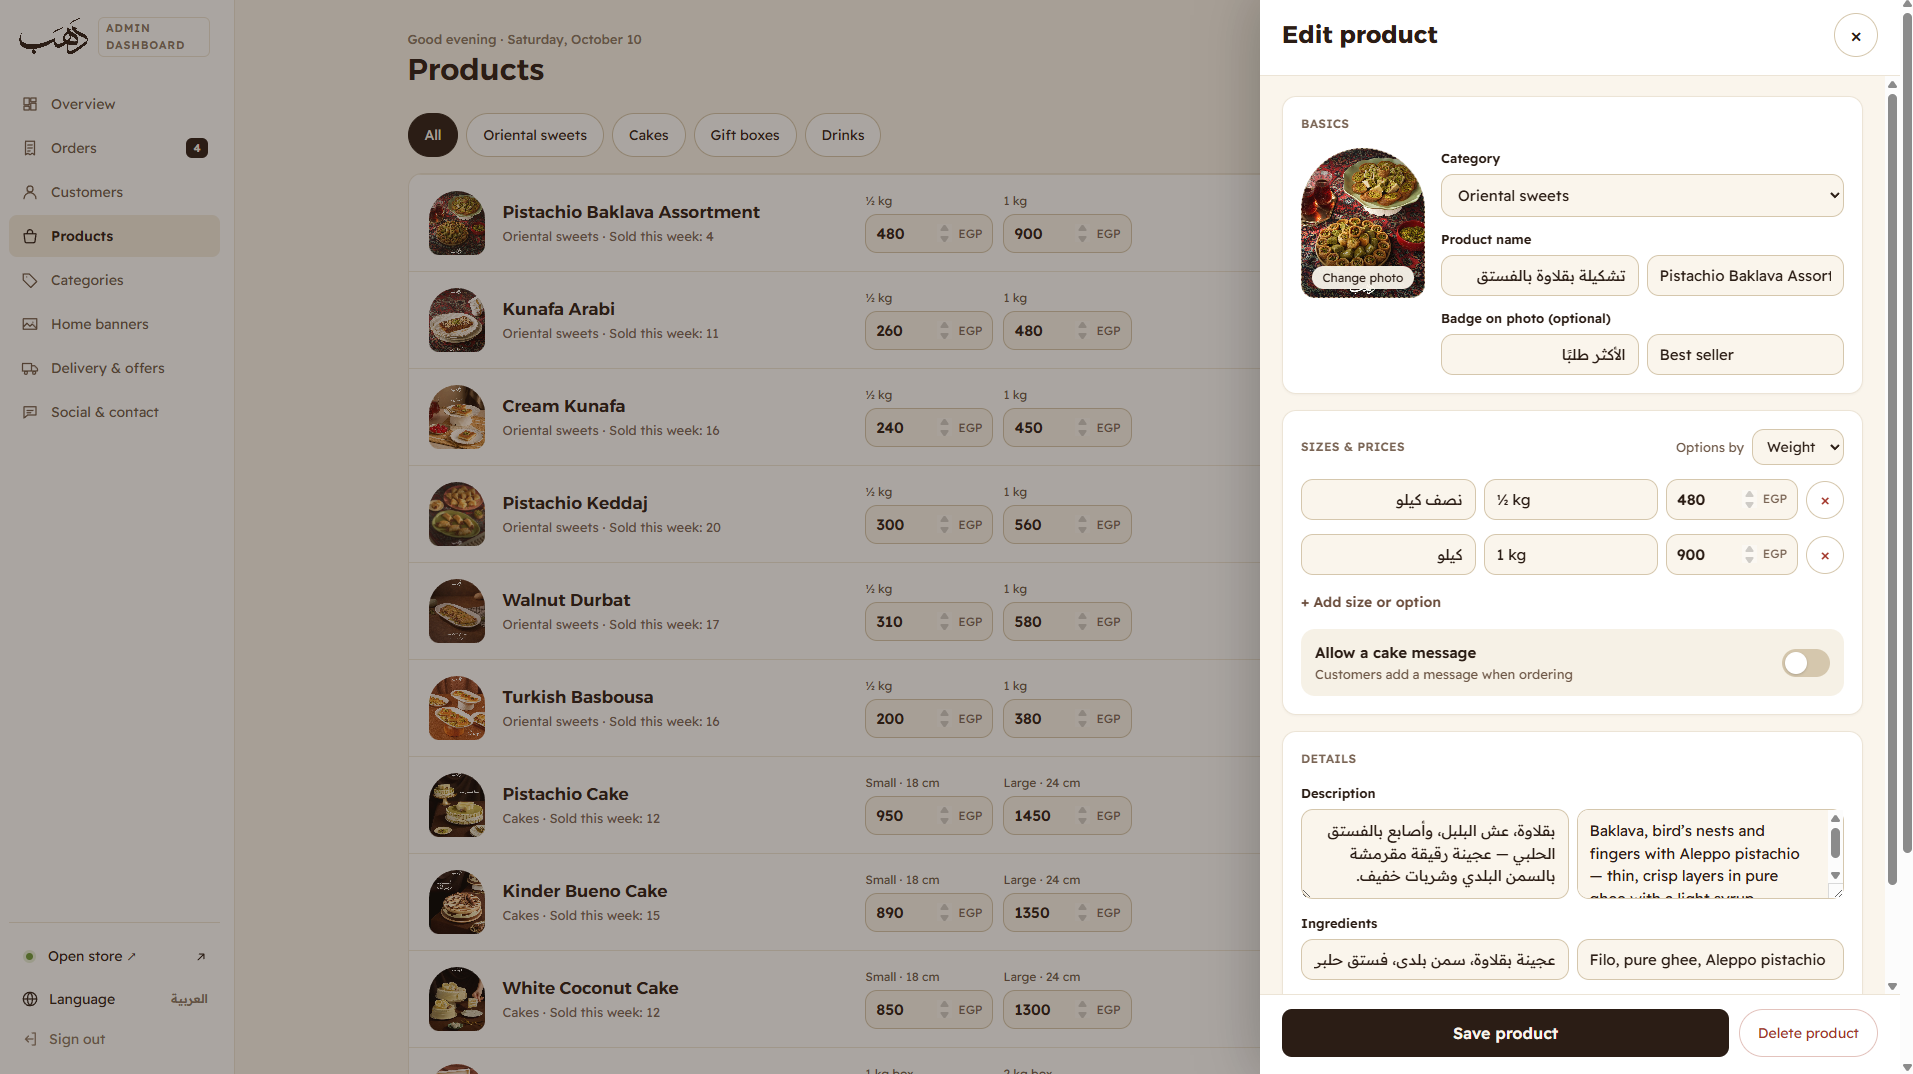 ذهب
ADMIN DASHBOARD
Overview
Orders 4
Customers
Products
Categories
Home banners
Delivery & offers
Social & contact
Open store ↗
Language العربية
Sign out
Good evening · Saturday, October 10
Products
All Oriental sweets Cakes Gift boxes Drinks
½ kg 1 kg
Pistachio Baklava Assortment
Oriental sweets · Sold this week: 4
480 EGP 900 EGP
½ kg 1 kg
Kunafa Arabi
Oriental sweets · Sold this week: 11
260 EGP 480 EGP
½ kg 1 kg
Cream Kunafa
Oriental sweets · Sold this week: 16
240 EGP 450 EGP
½ kg 1 kg
Pistachio Keddaj
Oriental sweets · Sold this week: 20
300 EGP 560 EGP
½ kg 1 kg
Walnut Durbat
Oriental sweets · Sold this week: 17
310 EGP 580 EGP
½ kg 1 kg
Turkish Basbousa
Oriental sweets · Sold this week: 16
200 EGP 380 EGP
Small · 18 cm Large · 24 cm
Pistachio Cake
Cakes · Sold this week: 12
950 EGP 1450 EGP
Small · 18 cm Large · 24 cm
Kinder Bueno Cake
Cakes · Sold this week: 15
890 EGP 1350 EGP
Small · 18 cm Large · 24 cm
White Coconut Cake
Cakes · Sold this week: 12
850 EGP 1300 EGP
1 kg box 2 kg box
Edit product
×
BASICS
Change photo
Category
Oriental sweets
Product name
تشكيلة بقلاوة بالفستق
Pistachio Baklava Assort
Badge on photo (optional)
الأكثر طلبًا
Best seller
SIZES & PRICES
Options by Weight
نصف كيلو
½ kg
480 EGP ×
كيلو
1 kg
900 EGP ×
+ Add size or option
Allow a cake message
Customers add a message when ordering
DETAILS
Description
بقلاوة، عش البلبل، وأصابع بالفستق
الحلبي — عجينة رقيقة مقرمشة
بالسمن البلدي وشربات خفيف.
Baklava, bird’s nests and
fingers with Aleppo pistachio
— thin, crisp layers in pure
ghee with a light syrup
Ingredients
عجينة بقلاوة، سمن بلدي، فستق حلبي
Filo, pure ghee, Aleppo pistachio
Save product
Delete product